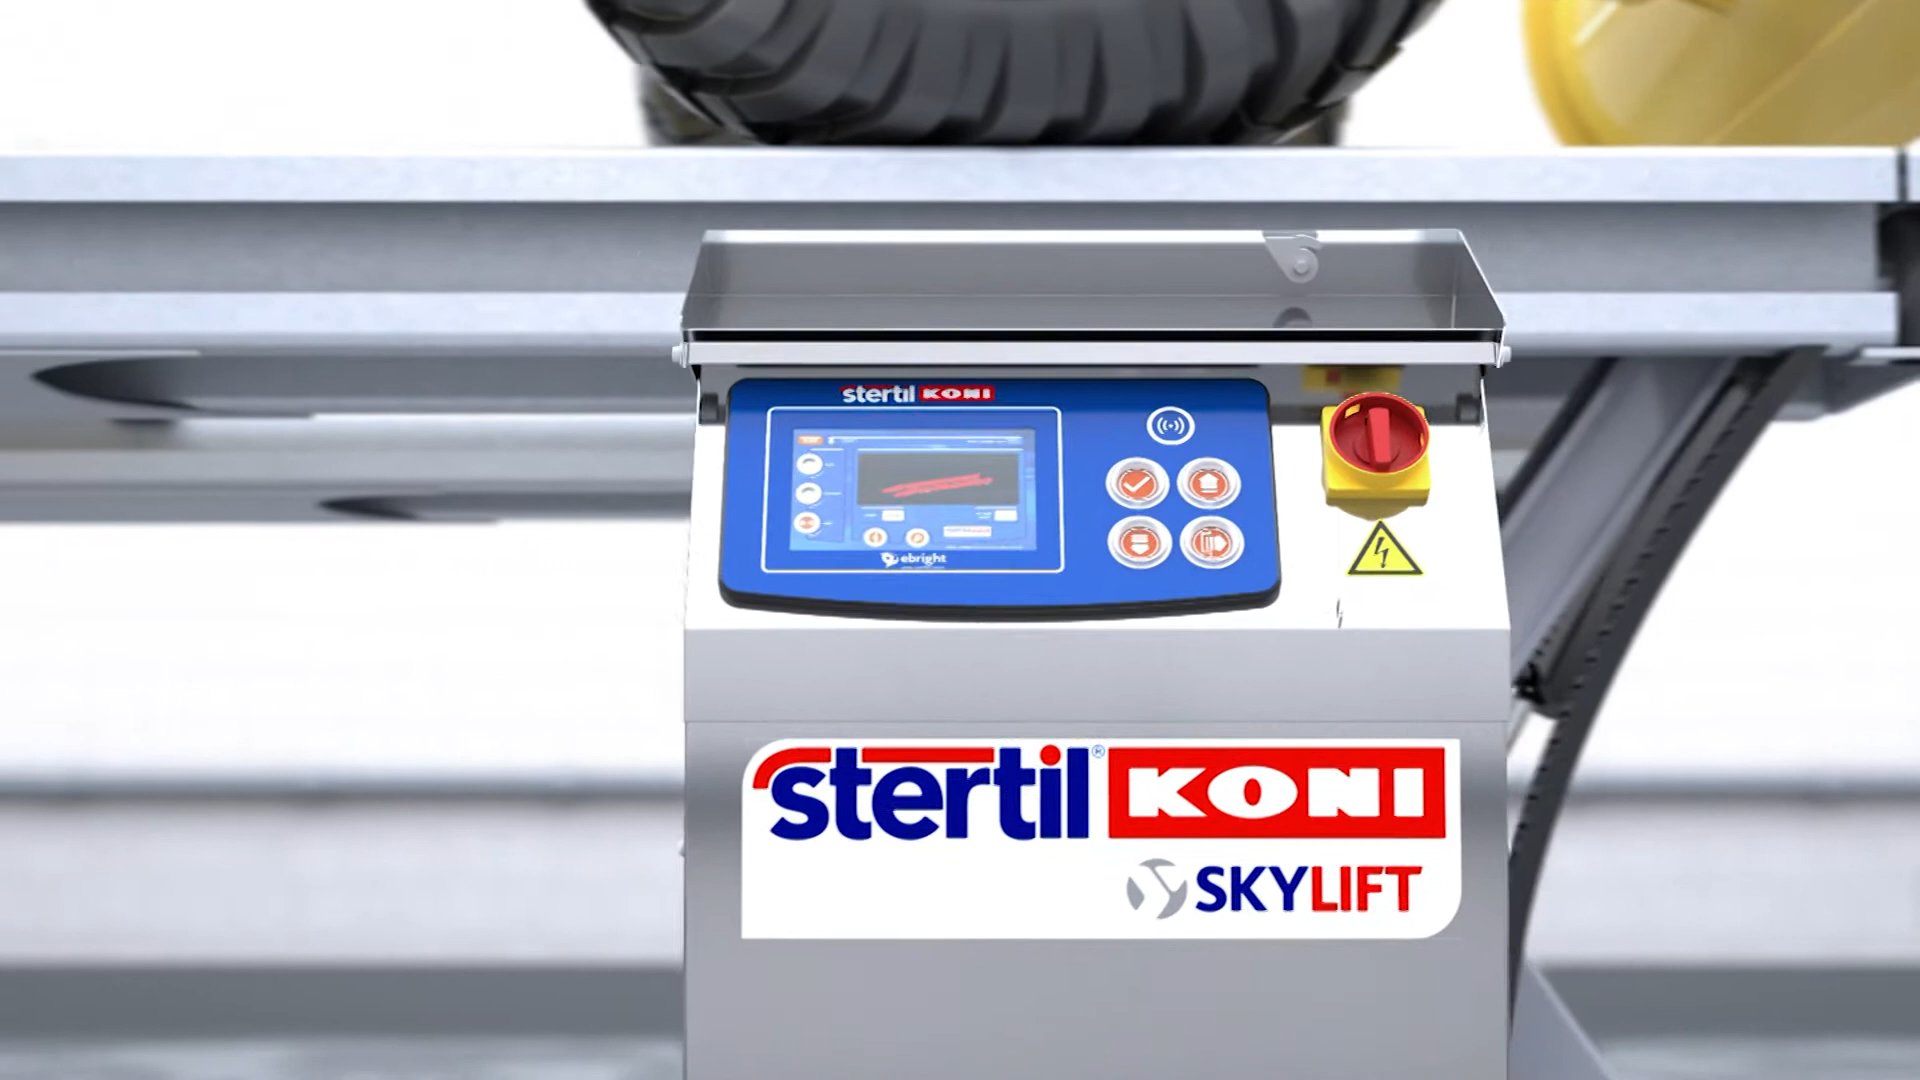 stertil KONI
ebright
stertil® KONI
SKYLIFT